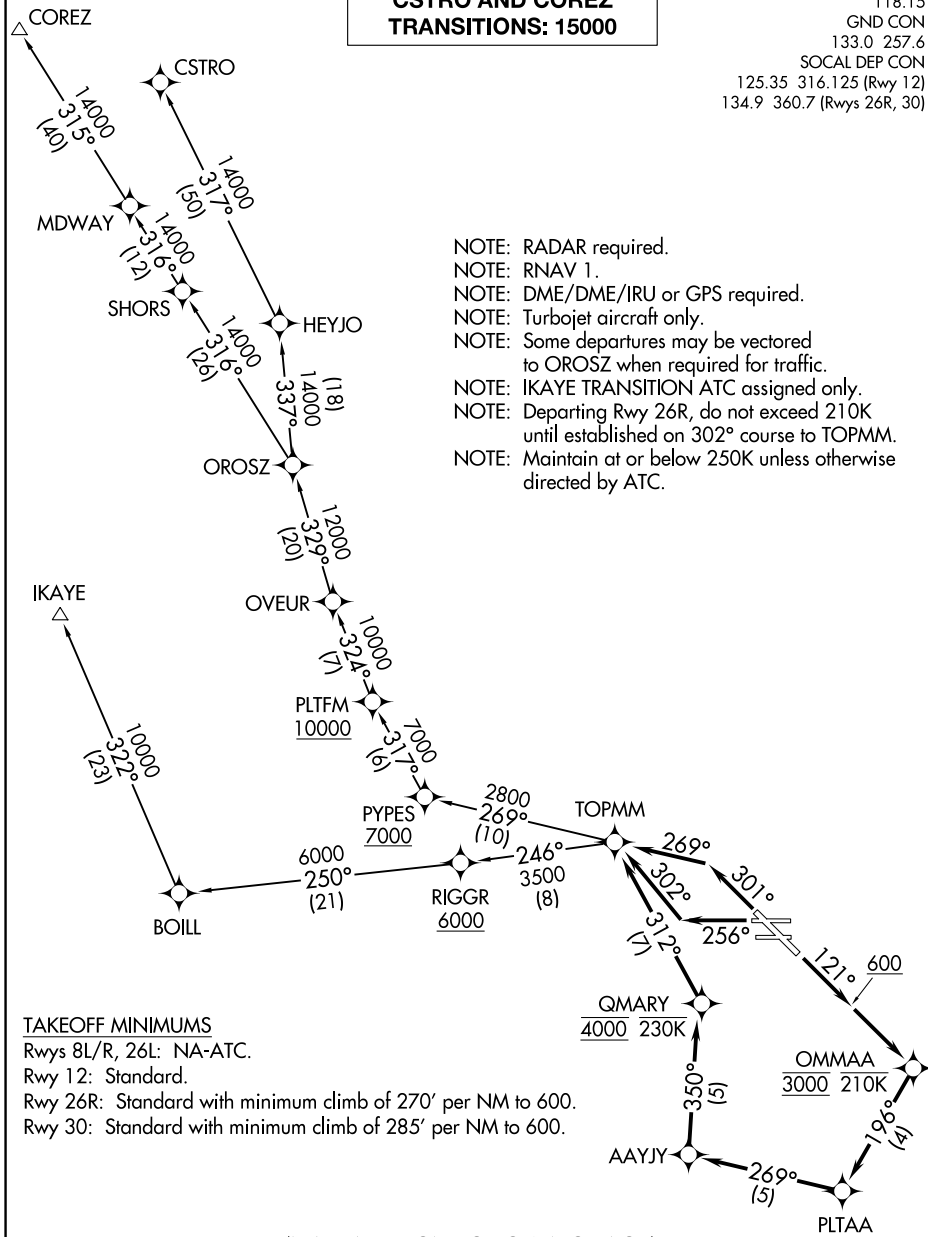 CSTRO AND COREZ
TRANSITIONS: 15000
118.15
GND CON
133.0 257.6
SOCAL DEP CON
125.35 316.125 (Rwy 12)
134.9 360.7 (Rwys 26R, 30)
COREZ
CSTRO
14000
315°
(40)
14000
317°
(50)
MDWAY
14000
316°
(12)
SHORS
HEYJO
14000
316°
(26)
(18)
14000
337°
OROSZ
NOTE: RADAR required.
NOTE: RNAV 1.
NOTE: DME/DME/IRU or GPS required.
NOTE: Turbojet aircraft only.
NOTE: Some departures may be vectored
to OROSZ when required for traffic.
NOTE: IKAYE TRANSITION ATC assigned only.
NOTE: Departing Rwy 26R, do not exceed 210K
until established on 302° course to TOPMM.
NOTE: Maintain at or below 250K unless otherwise
directed by ATC.
12000
329°
(20)
IKAYE
OVEUR
10000
324°
(7)
PLTFM
10000
7000
317°
(6)
10000
322°
(23)
PYPES
7000
2800
269°
(10)
TOPMM
269°
301°
6000
250°
(21)
246°
3500
(8)
302°
RIGGR
6000
BOILL
312°
(7)
256°
121°
600
QMARY
4000 230K
OMMAA
3000 210K
TAKEOFF MINIMUMS
Rwys 8L/R, 26L: NA-ATC.
Rwy 12: Standard.
Rwy 26R: Standard with minimum climb of 270' per NM to 600.
Rwy 30: Standard with minimum climb of 285' per NM to 600.
350°
(5)
196°
(4)
AAYJY
269°
(5)
PLTAA